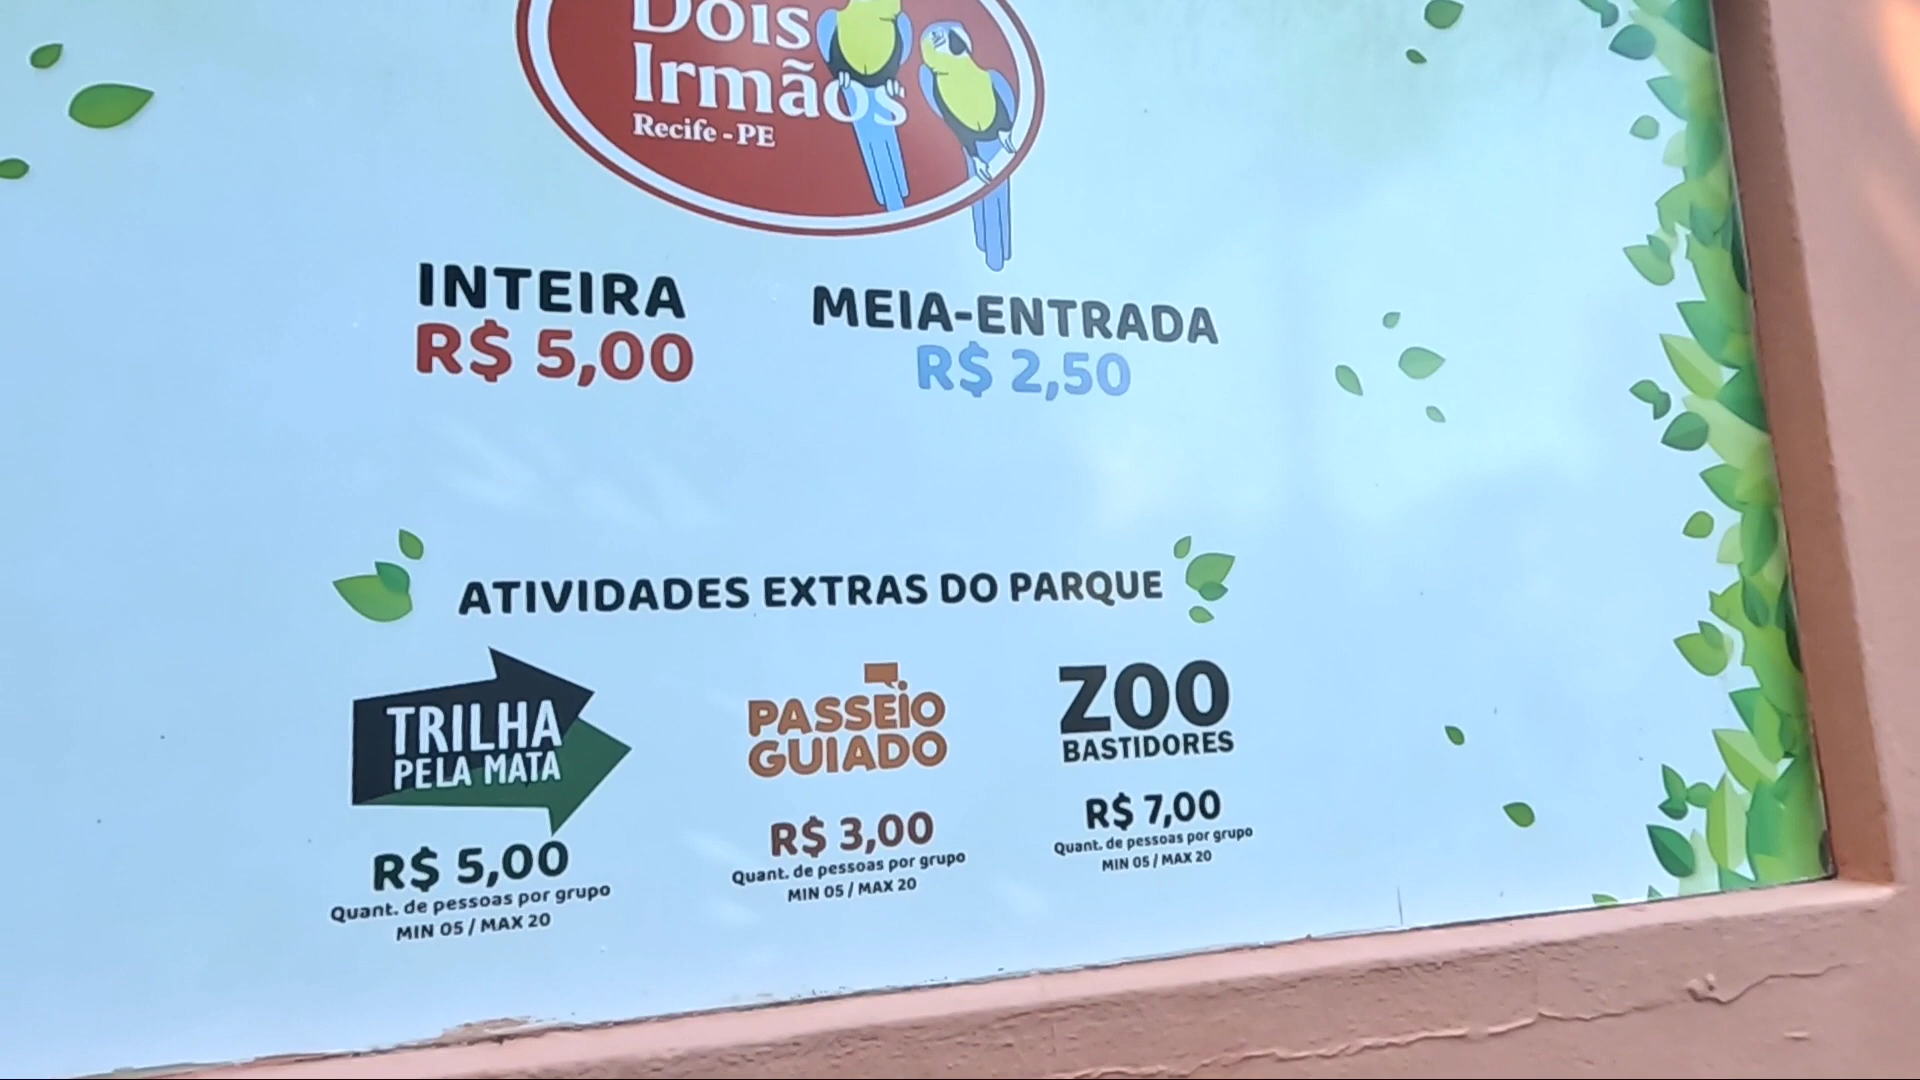 Dois
Irmãos
Recife - PE
INTEIRA
R$ 5,00
MEIA-ENTRADA
R$ 2,50
ATIVIDADES EXTRAS DO PARQUE
TRILHA
PELA MATA
R$ 5,00
Quant. de pessoas por grupo
MIN 05 / MAX 20
PASSEIO
GUIADO
R$ 3,00
Quant. de pessoas por grupo
MIN 05 / MAX 20
ZOO
BASTIDORES
R$ 7,00
Quant. de pessoas por grupo
MIN 05 / MAX 20